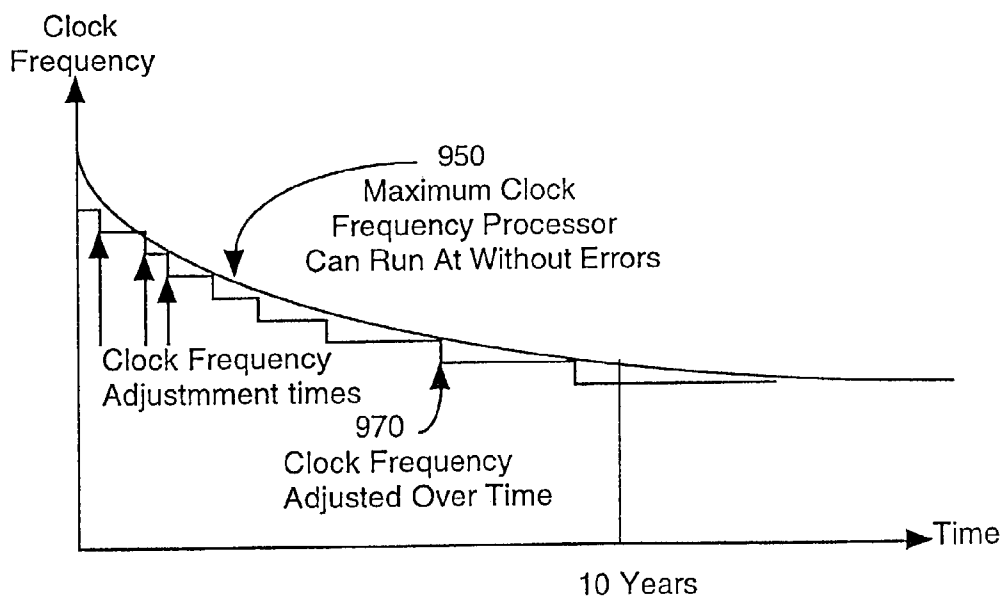 Clock
Frequency
950
Maximum Clock
Frequency Processor
Can Run At Without Errors
Clock Frequency
Adjustmment times
970
Clock Frequency
Adjusted Over Time
Time
10 Years